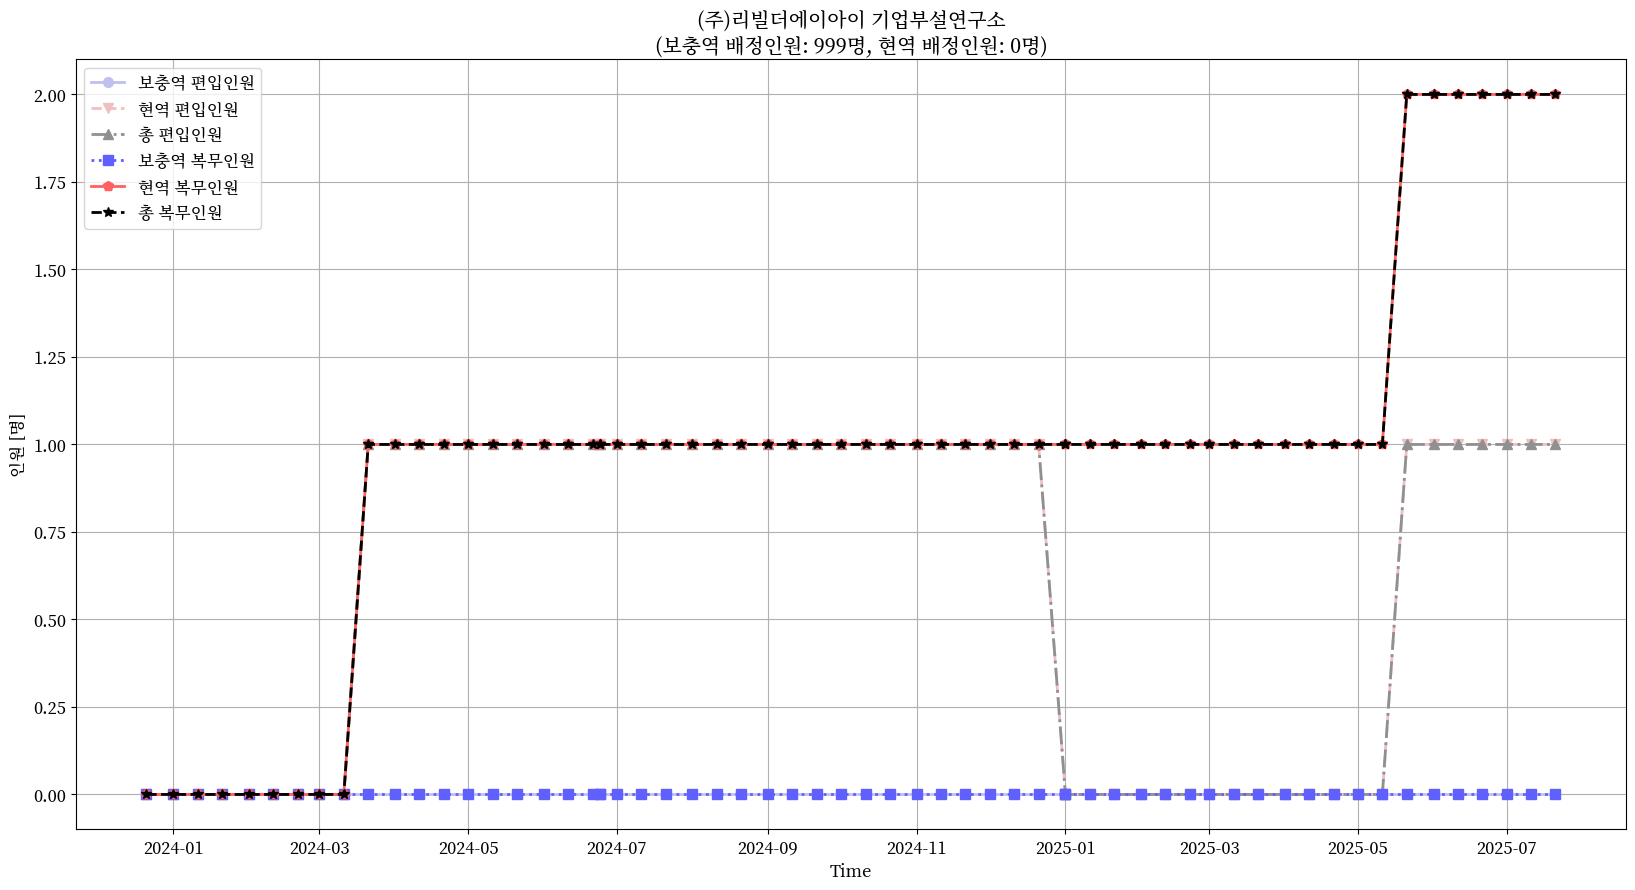 (주)리빌더에이아이 기업부설연구소
(보충역 배정인원: 999명, 현역 배정인원: 0명)
보충역 편입인원
현역 편입인원
총 편입인원
보충역 복무인원
현역 복무인원
총 복무인원
2.00
1.75
1.50
1.25
1.00
0.75
0.50
0.25
0.00
인원 [명]
2024-01
2024-03
2024-05
2024-07
2024-09
2024-11
2025-01
2025-03
2025-05
2025-07
Time